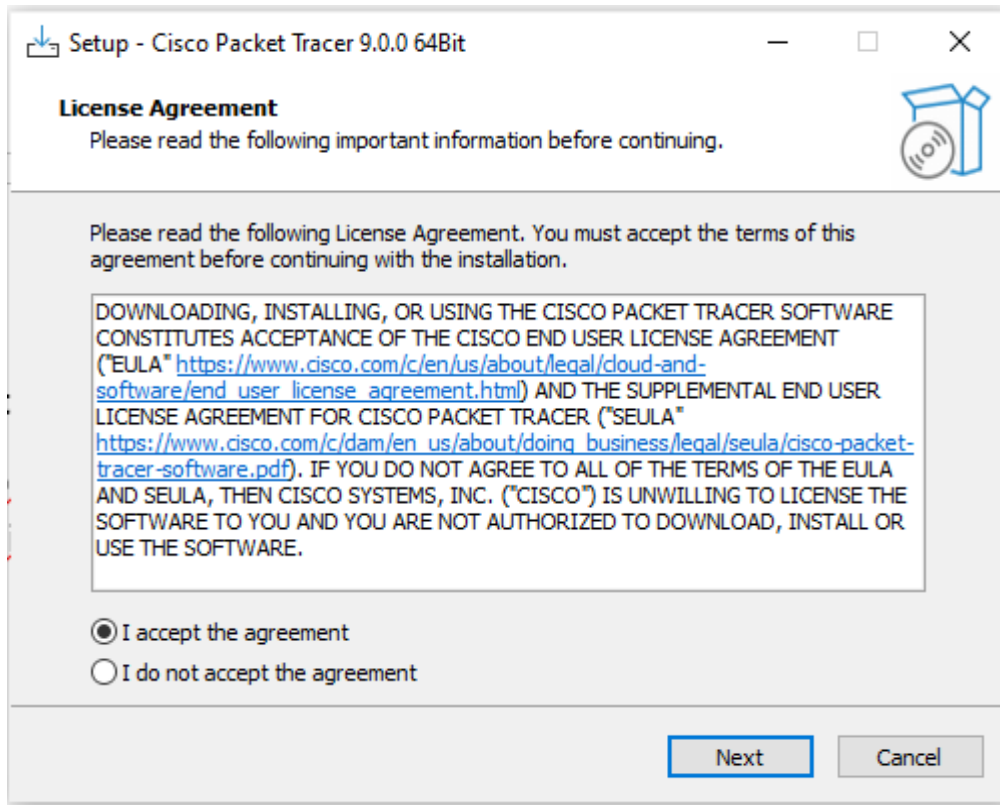 Setup - Cisco Packet Tracer 9.0.0 64Bit
License Agreement
Please read the following important information before continuing.
Please read the following License Agreement. You must accept the terms of this
agreement before continuing with the installation.
DOWNLOADING, INSTALLING, OR USING THE CISCO PACKET TRACER SOFTWARE
CONSTITUTES ACCEPTANCE OF THE CISCO END USER LICENSE AGREEMENT
("EULA" https://www.cisco.com/c/en/us/about/legal/cloud-and-
software/end_user_license_agreement.html) AND THE SUPPLEMENTAL END USER
LICENSE AGREEMENT FOR CISCO PACKET TRACER ("SEULA"
https://www.cisco.com/c/dam/en_us/about/doing_business/legal/seula/cisco-packet-
tracer-software.pdf). IF YOU DO NOT AGREE TO ALL OF THE TERMS OF THE EULA
AND SEULA, THEN CISCO SYSTEMS, INC. ("CISCO") IS UNWILLING TO LICENSE THE
SOFTWARE TO YOU AND YOU ARE NOT AUTHORIZED TO DOWNLOAD, INSTALL OR
USE THE SOFTWARE.
I accept the agreement
I do not accept the agreement
Next
Cancel